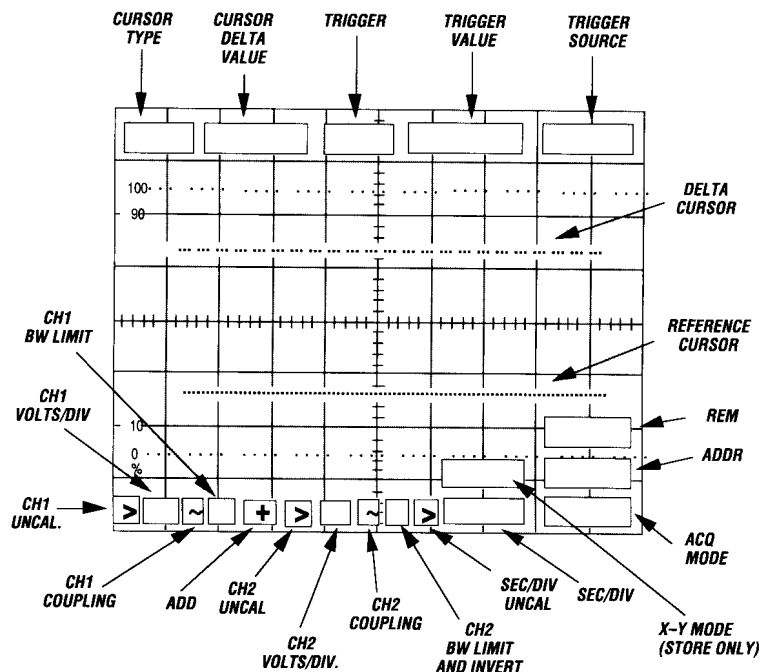 CURSOR
TYPE
CURSOR
DELTA
VALUE
TRIGGER
TRIGGER
VALUE
TRIGGER
SOURCE
100
90
DELTA
CURSOR
CH1
BW LIMIT
REFERENCE
CURSOR
CH1
VOLTS/DIV
10
0
%
REM
ADDR
CH1
UNCAL.
> ~ + > ~ >
ACQ
MODE
CH1
COUPLING
ADD
CH2
UNCAL
CH2
VOLTS/DIV.
CH2
COUPLING
CH2
BW LIMIT
AND INVERT
SEC/DIV
UNCAL
SEC/DIV
X-Y MODE
(STORE ONLY)